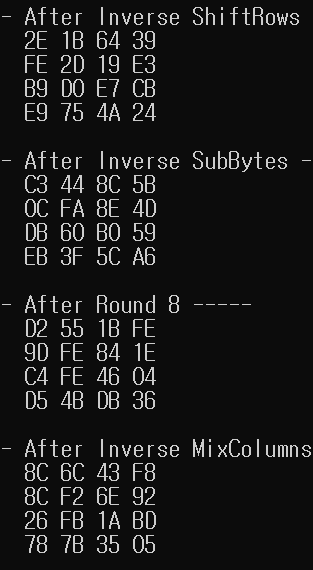 - After Inverse ShiftRows
2E 1B 64 39
FE 2D 19 E3
B9 D0 E7 CB
E9 75 4A 24
- After Inverse SubBytes -
C3 44 8C 5B
0C FA 8E 4D
DB 60 B0 59
EB 3F 5C A6
- After Round 8 -----
D2 55 1B FE
9D FE 84 1E
C4 FE 46 04
D5 4B DB 36
- After Inverse MixColumns
8C 6C 43 F8
8C F2 6E 92
26 FB 1A BD
78 7B 35 05